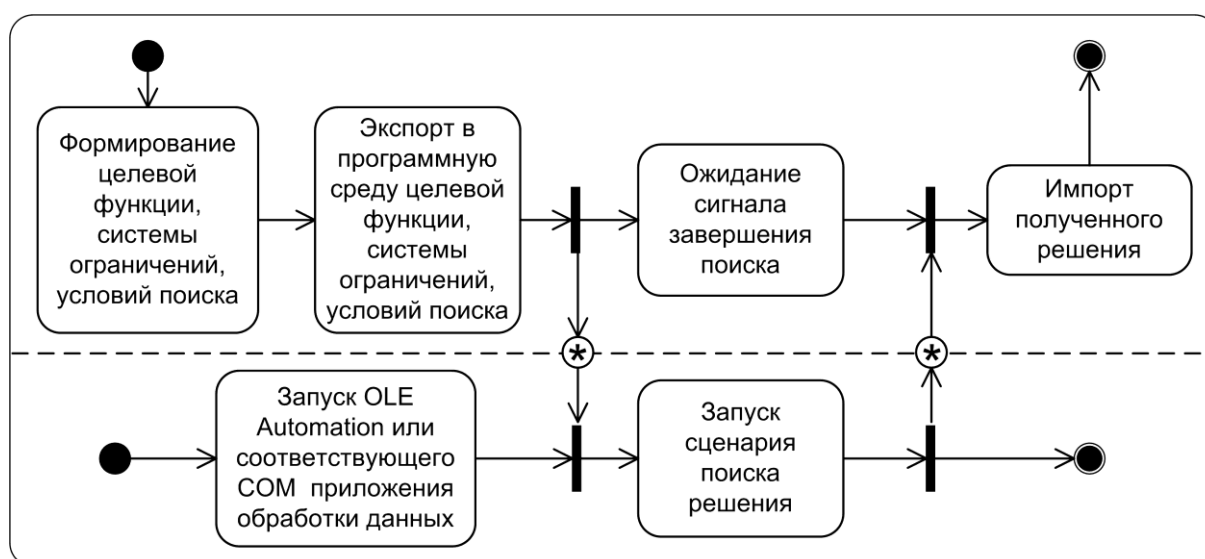 Формирование
целевой
функции,
системы
ограничений,
условий поиска
Экспорт в
программную
среду целевой
функции,
системы
ограничений,
условий поиска
Ожидание
сигнала
завершения
поиска
Импорт
полученного
решения
*
*
Запуск OLE
Automation или
соответствующего
COM приложения
обработки данных
Запуск
сценария
поиска
решения